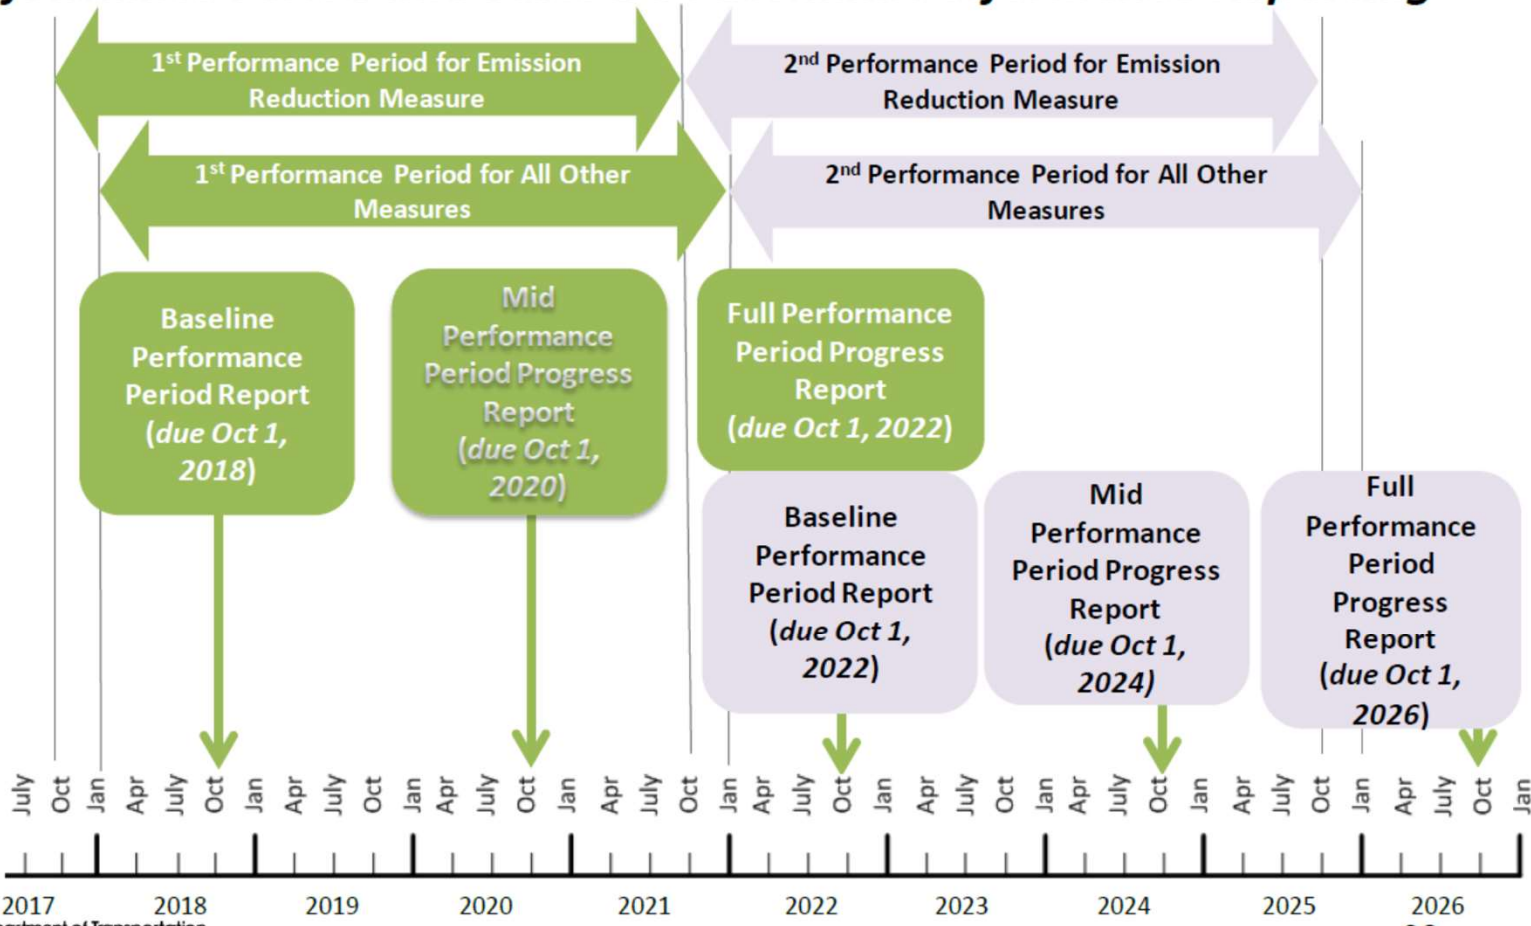 1st Performance Period for Emission
Reduction Measure
2nd Performance Period for Emission
Reduction Measure
1st Performance Period for All Other
Measures
2nd Performance Period for All Other
Measures
Baseline
Performance
Period Report
(due Oct 1,
2018)
Mid
Performance
Period Progress
Report
(due Oct 1,
2020)
Full Performance
Period Progress
Report
(due Oct 1, 2022)
Baseline
Performance
Period Report
(due Oct 1,
2022)
Mid
Performance
Period Progress
Report
(due Oct 1,
2024)
Full
Performance
Period
Progress
Report
(due Oct 1,
2026)
July Oct Jan Apr July Oct Jan Apr July Oct Jan Apr July Oct Jan Apr July Oct Jan Apr July Oct Jan Apr July Oct Jan Apr July Oct Jan Apr July Oct Jan Apr July Oct Jan
2017 2018 2019 2020 2021 2022 2023 2024 2025 2026